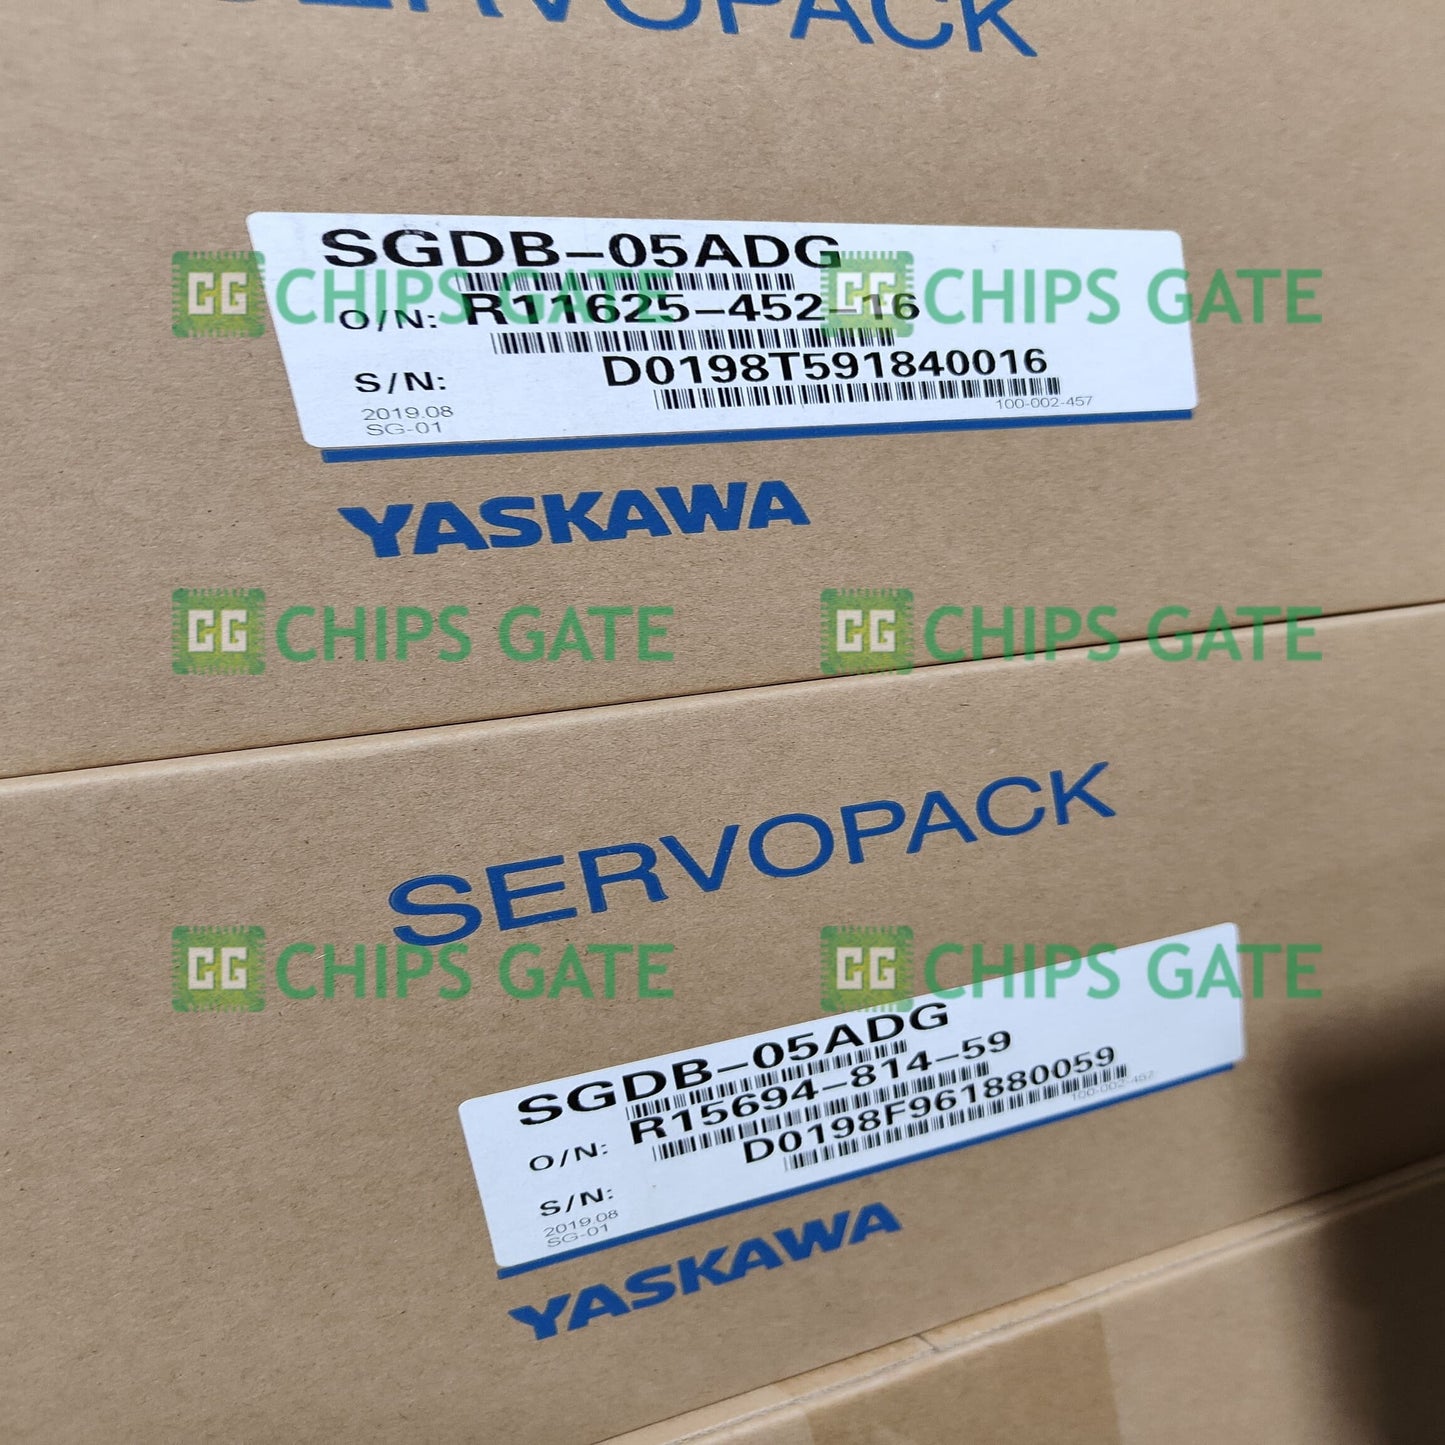 SERVOPACK
SGDB-05ADG
O/N: R11625-452-16
S/N: D0198T591840016
2019.08
100-002-457
SG-01
YASKAWA
SERVOPACK
SGDB-05ADG
O/N: R15694-814-59
S/N: D0198F961880059
2019.08
100-002-457
SG-01
YASKAWA
CG CHIPS GATE
CG CHIPS GATE
CG CHIPS GATE
CG CHIPS GATE
CG CHIPS GATE
CG CHIPS GATE